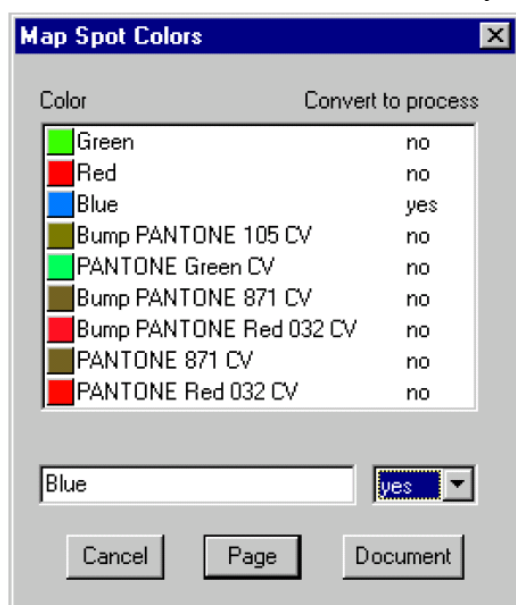 Map Spot Colors
Color Convert to process
Green no
Red no
Blue yes
Bump PANTONE 105 CV no
PANTONE Green CV no
Bump PANTONE 871 CV no
Bump PANTONE Red 032 CV no
PANTONE 871 CV no
PANTONE Red 032 CV no
Blue yes
Cancel Page Document